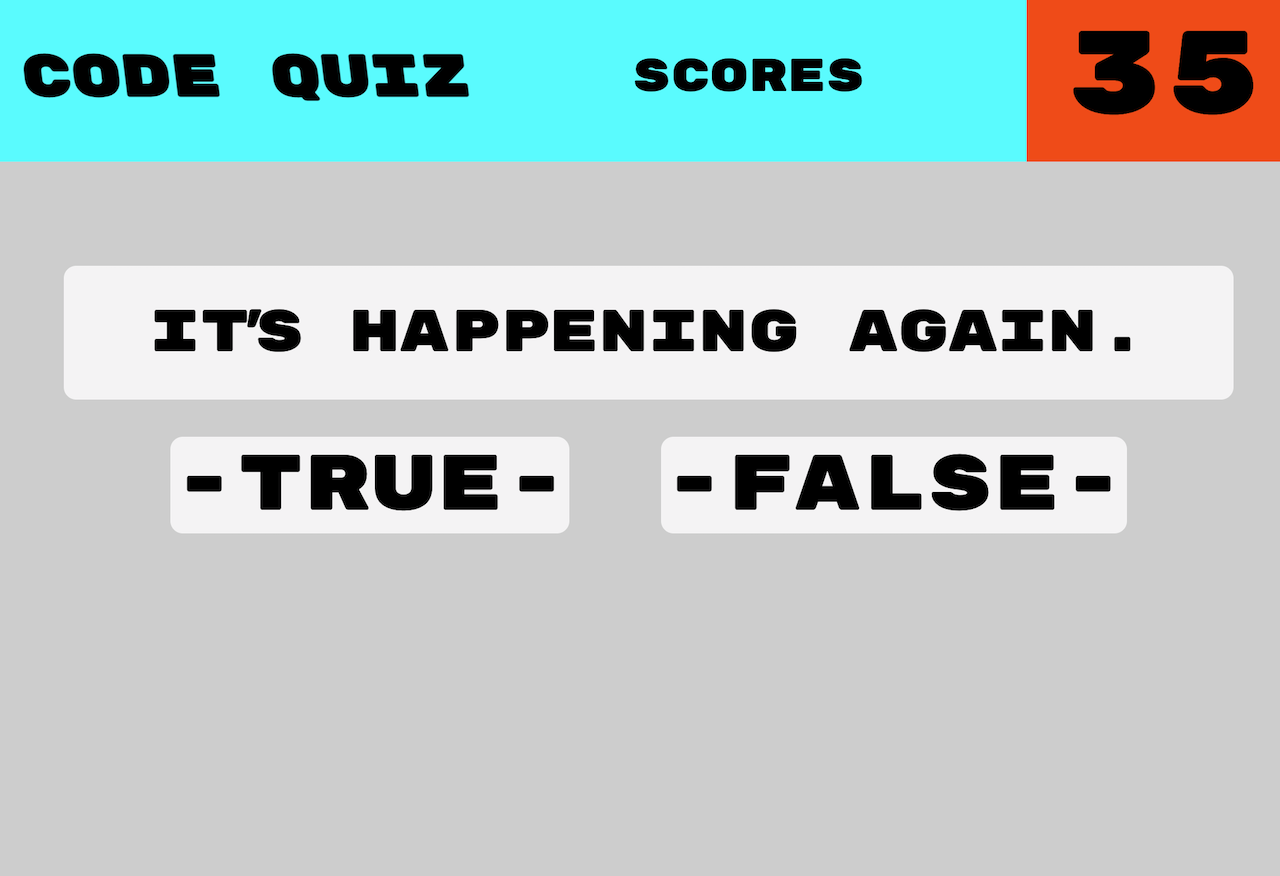 CODE QUIZ SCORES 35
IT'S HAPPENING AGAIN.
-TRUE- -FALSE-